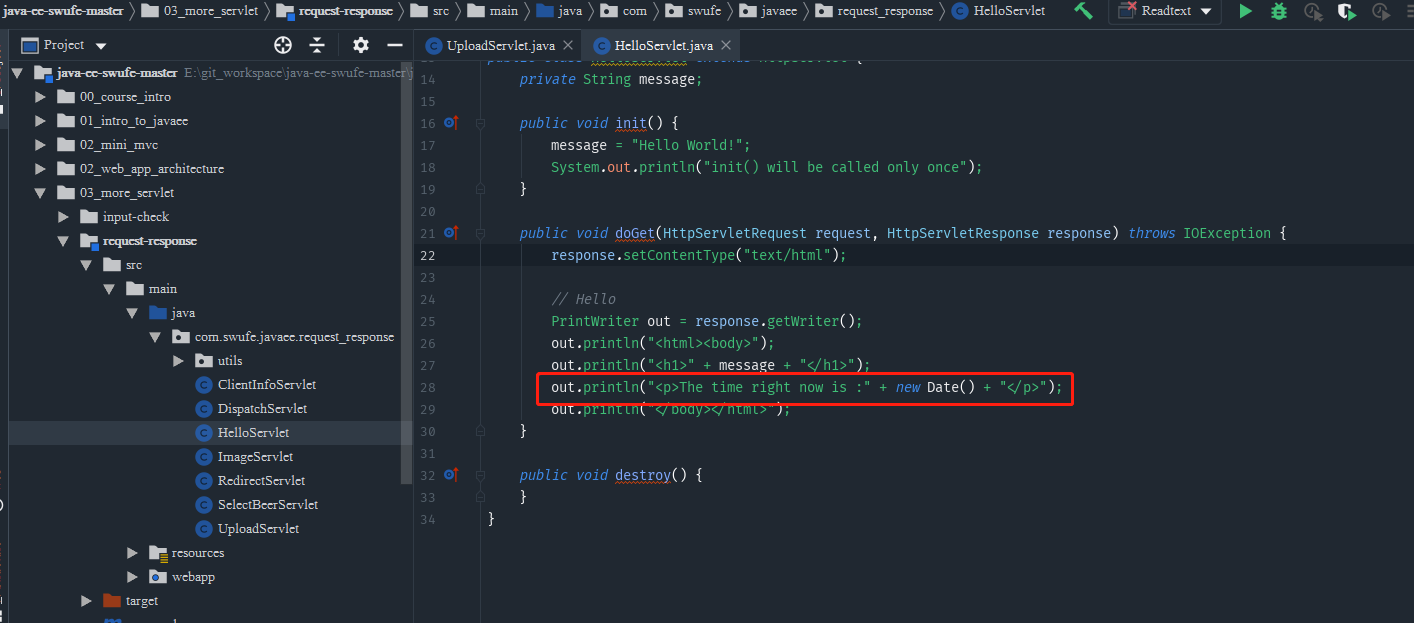 java-ee-swufe-master 03_more_servlet request-response src main java com swufe javaee request_response HelloServlet Readtext
Project
UploadServlet.java HelloServlet.java
java-ee-swufe-master E:\git_workspace\java-ee-swufe-master\j
00_course_intro
01_intro_to_javaee
02_mini_mvc
02_web_app_architecture
03_more_servlet
input-check
request-response
src
main
java
com.swufe.javaee.request_response
utils
ClientInfoServlet
DispatchServlet
HelloServlet
ImageServlet
RedirectServlet
SelectBeerServlet
UploadServlet
resources
webapp
target
14 private String message;
15
16 public void init() {
17 message = "Hello World!";
18 System.out.println("init() will be called only once");
19 }
20
21 public void doGet(HttpServletRequest request, HttpServletResponse response) throws IOException {
22 response.setContentType("text/html");
23
24 // Hello
25 PrintWriter out = response.getWriter();
26 out.println("<html><body>");
27 out.println("<h1>" + message + "</h1>");
28 out.println("<p>The time right now is :" + new Date() + "</p>");
29 out.println("</body></html>");
30 }
31
32 public void destroy() {
33 }
34 }